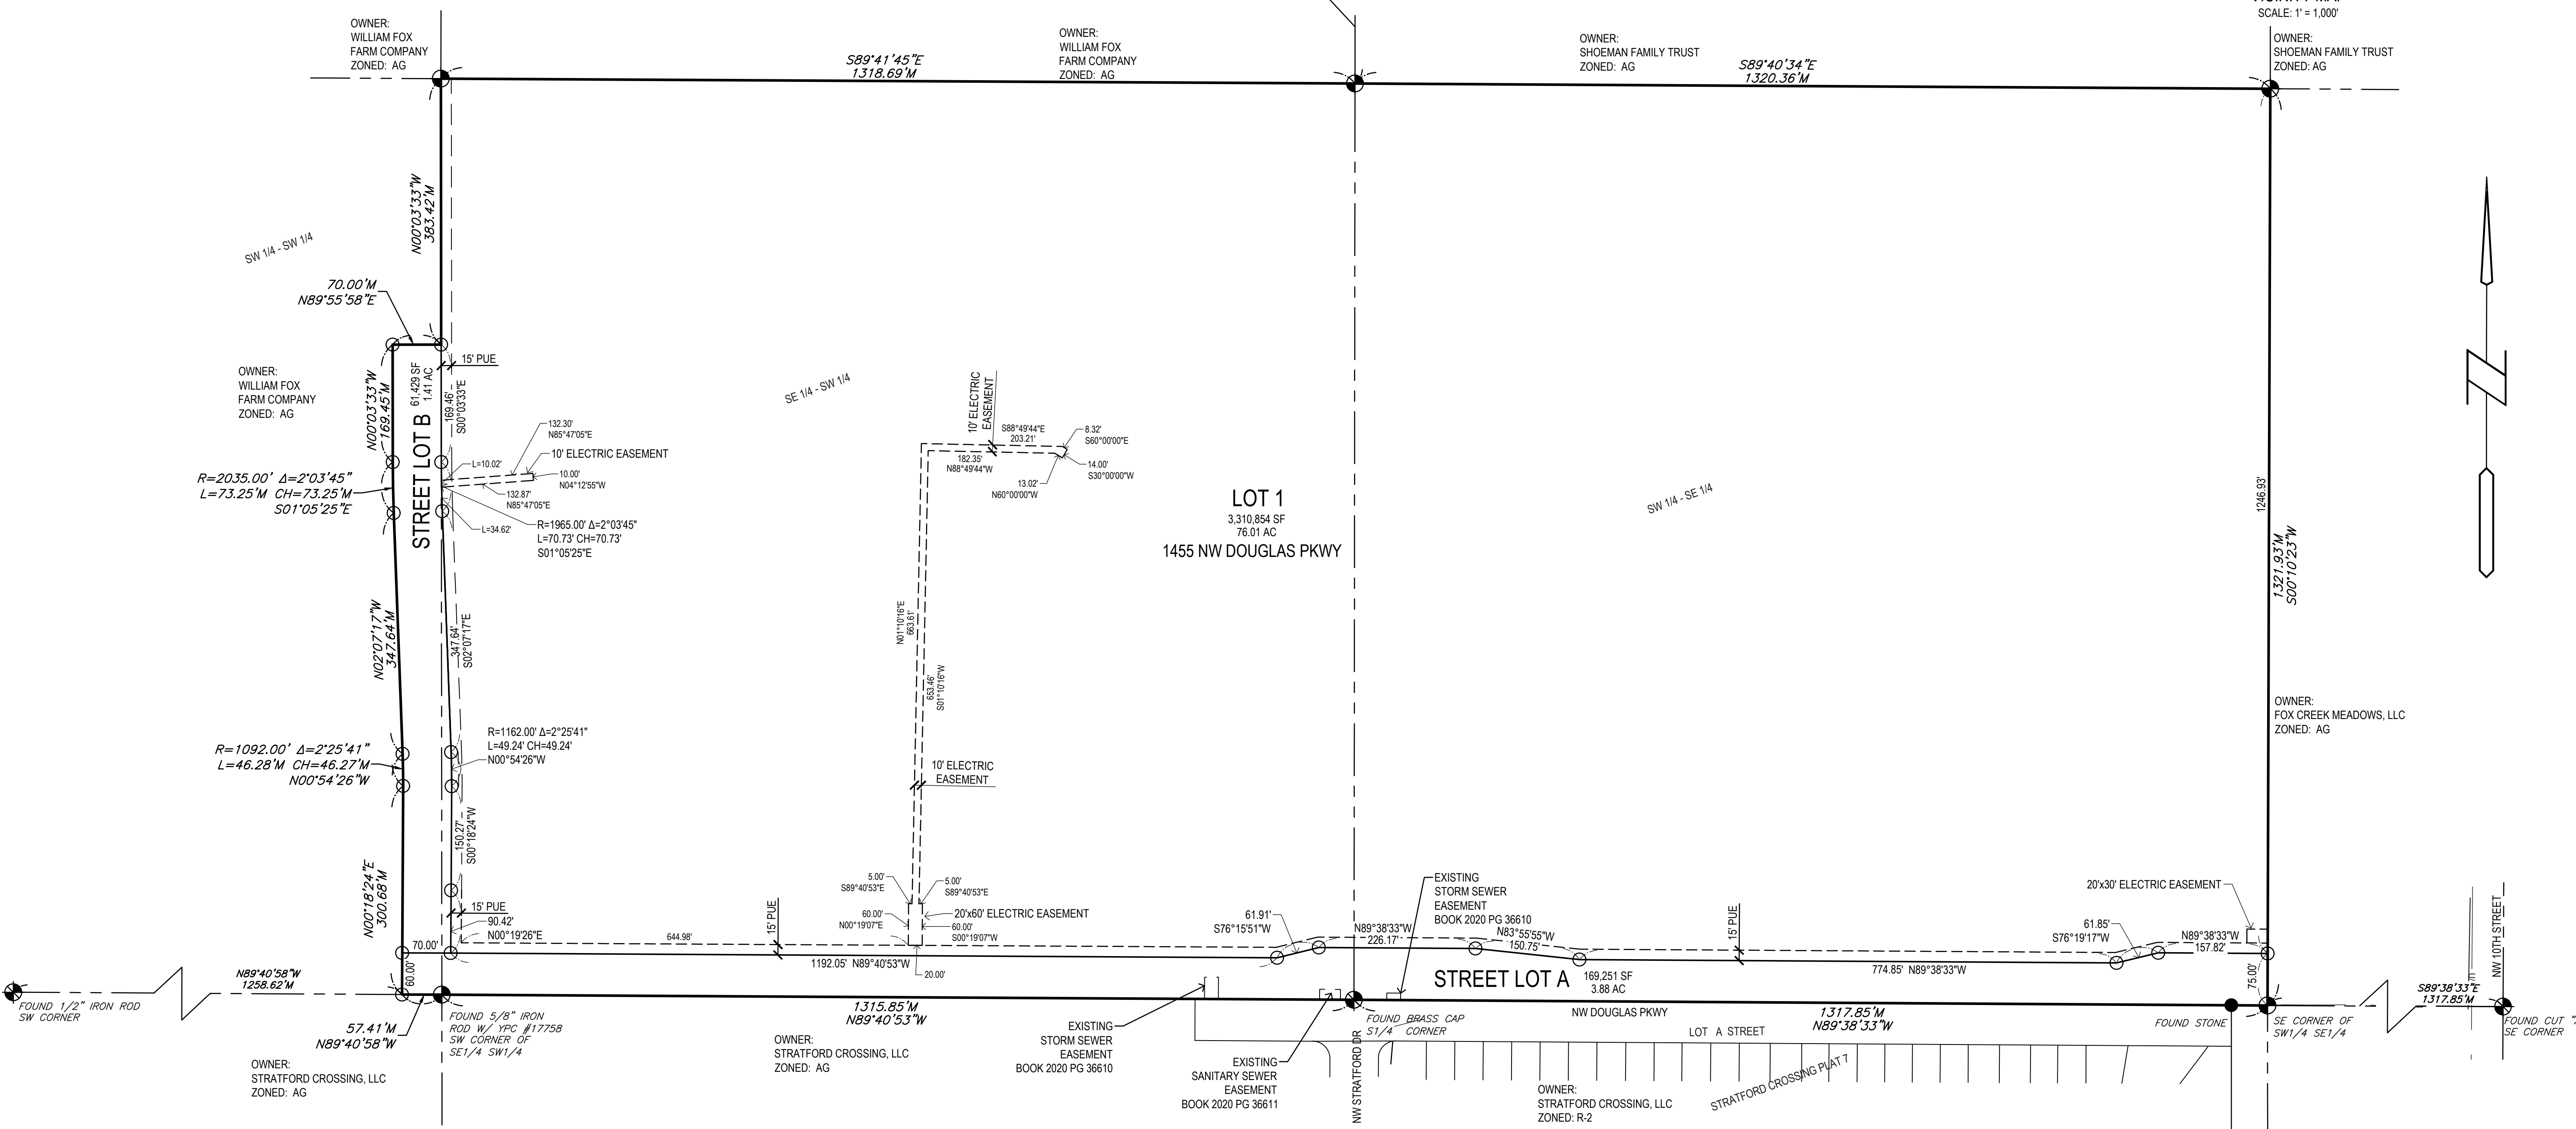 SCALE: 1' = 1,000'
OWNER:
WILLIAM FOX
FARM COMPANY
ZONED: AG
S89°41'45"E
1318.69'M
OWNER:
WILLIAM FOX
FARM COMPANY
ZONED: AG
OWNER:
SHOEMAN FAMILY TRUST
ZONED: AG
S89°40'34"E
1320.36'M
OWNER:
SHOEMAN FAMILY TRUST
ZONED: AG
N00°03'33"W
383.42'M
SW 1/4 - SW 1/4
70.00'M
N89°55'58"E
15' PUE
OWNER:
WILLIAM FOX
FARM COMPANY
ZONED: AG
N00°03'33"W
169.45'M
STREET LOT B
61,429 SF
1.41 AC
169.46'
S00°03'33"E
SE 1/4 - SW 1/4
132.30'
N85°47'05"E
10' ELECTRIC EASEMENT
L=10.02'
10.00'
N04°12'55"W
132.87'
N85°47'05"E
L=34.62'
R=2035.00' Δ=2°03'45"
L=73.25'M CH=73.25'M
S01°05'25"E
R=1965.00' Δ=2°03'45"
L=70.73' CH=70.73'
S01°05'25"E
10' ELECTRIC
EASEMENT
S88°49'44"E
203.21'
8.32'
S60°00'00"E
182.35'
N88°49'44"W
14.00'
S30°00'00"W
13.02'
N60°00'00"W
LOT 1
3,310,854 SF
76.01 AC
1455 NW DOUGLAS PKWY
SW 1/4 - SE 1/4
1246.93'
1321.93'M
S00°10'23"W
N02°07'17"W
347.64'M
347.64'
S02°07'17"E
N01°10'16"E
663.61'
653.46'
S01°10'16"W
OWNER:
FOX CREEK MEADOWS, LLC
ZONED: AG
R=1092.00' Δ=2°25'41"
L=46.28'M CH=46.27'M
N00°54'26"W
R=1162.00' Δ=2°25'41"
L=49.24' CH=49.24'
N00°54'26"W
10' ELECTRIC
EASEMENT
150.27'
S00°18'24"W
N00°18'24"E
300.68'M
15' PUE
90.42'
N00°19'26"E
644.98'
15' PUE
5.00'
S89°40'53"E
5.00'
S89°40'53"E
60.00'
N00°19'07"E
20'x60' ELECTRIC EASEMENT
60.00'
S00°19'07"W
20.00'
1192.05' N89°40'53"W
61.91'
S76°15'51"W
N89°38'33"W
226.17'
EXISTING
STORM SEWER
EASEMENT
BOOK 2020 PG 36610
N83°55'55"W
150.75'
15' PUE
774.85' N89°38'33"W
20'x30' ELECTRIC EASEMENT
61.85'
S76°19'17"W
N89°38'33"W
157.82'
75.00'
NW 10TH STREET
70.00'
60.00'
N89°40'58"W
1258.62'M
FOUND 1/2" IRON ROD
SW CORNER
57.41'M
N89°40'58"W
FOUND 5/8" IRON
ROD W/ YPC #17758
SW CORNER OF
SE1/4 SW1/4
1315.85'M
N89°40'53"W
STREET LOT A
169,251 SF
3.88 AC
NW DOUGLAS PKWY
1317.85'M
N89°38'33"W
FOUND BRASS CAP
S1/4 CORNER
LOT A STREET
FOUND STONE
SE CORNER OF
SW1/4 SE1/4
S89°38'33"E
1317.85'M
FOUND CUT "
SE CORNER
OWNER:
STRATFORD CROSSING, LLC
ZONED: AG
OWNER:
STRATFORD CROSSING, LLC
ZONED: AG
EXISTING
STORM SEWER
EASEMENT
BOOK 2020 PG 36610
EXISTING
SANITARY SEWER
EASEMENT
BOOK 2020 PG 36611
NW STRATFORD DR
OWNER:
STRATFORD CROSSING, LLC
ZONED: R-2
STRATFORD CROSSING PLAT 7